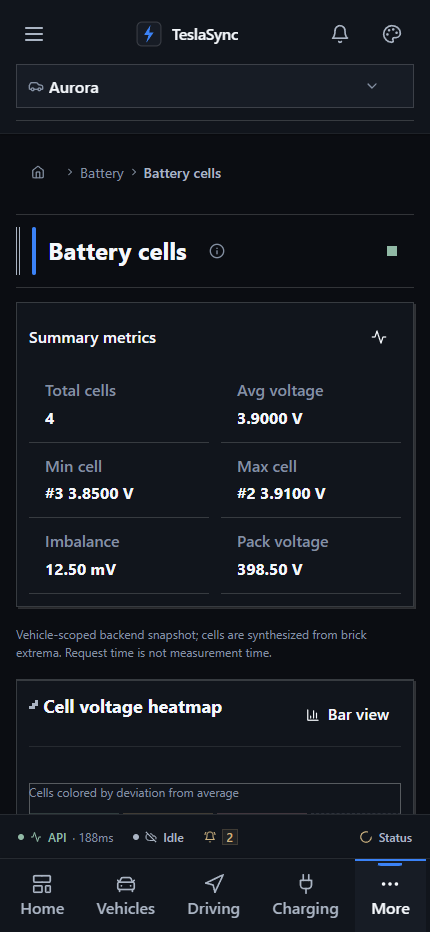 TeslaSync
Aurora
Battery
Battery cells
Battery cells
Summary metrics
Total cells
Avg voltage
4
3.9000 V
Min cell
Max cell
#3 3.8500 V
#2 3.9100 V
Imbalance
Pack voltage
12.50 mV
398.50 V
Vehicle-scoped backend snapshot; cells are synthesized from brick
extrema. Request time is not measurement time.
Cell voltage heatmap
Bar view
Cells colored by deviation from average
API · 188ms
Idle
2
Status
Home
Vehicles
Driving
Charging
More